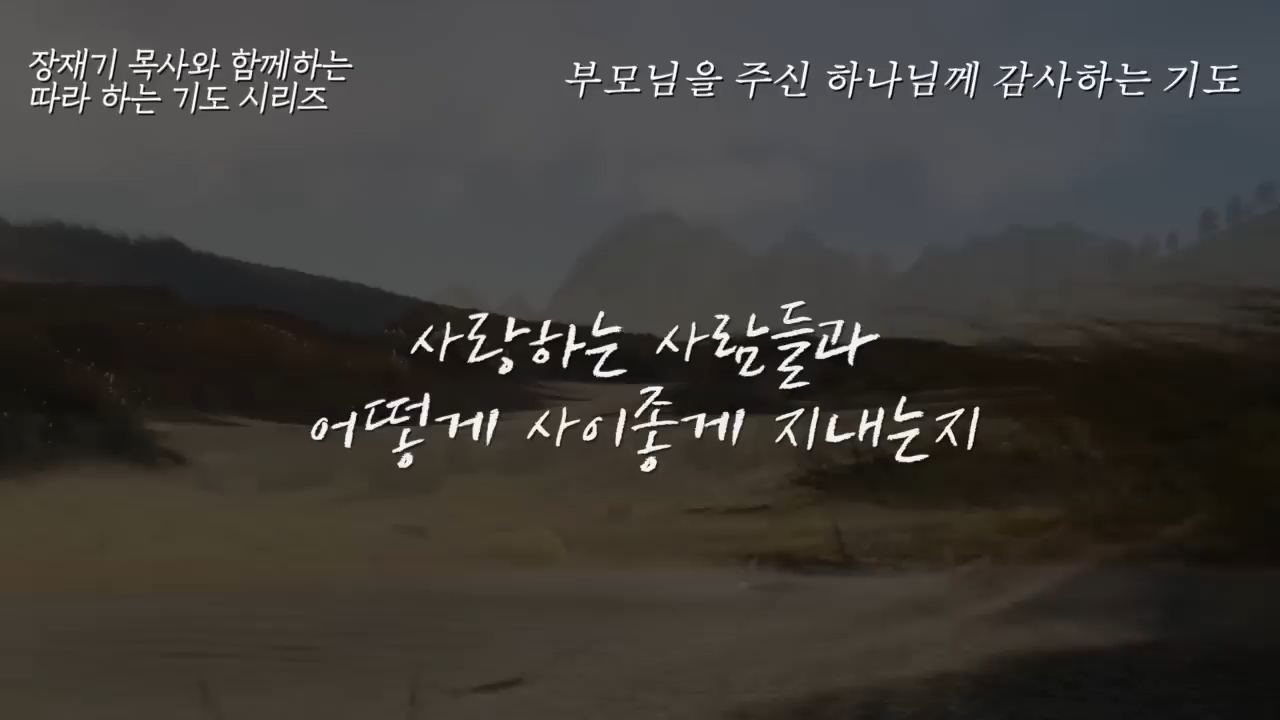 장재기 목사와 함께하는
따라 하는 기도 시리즈
부모님을 주신 하나님께 감사하는 기도
사랑하는 사람들과
어떻게 사이좋게 지내는지